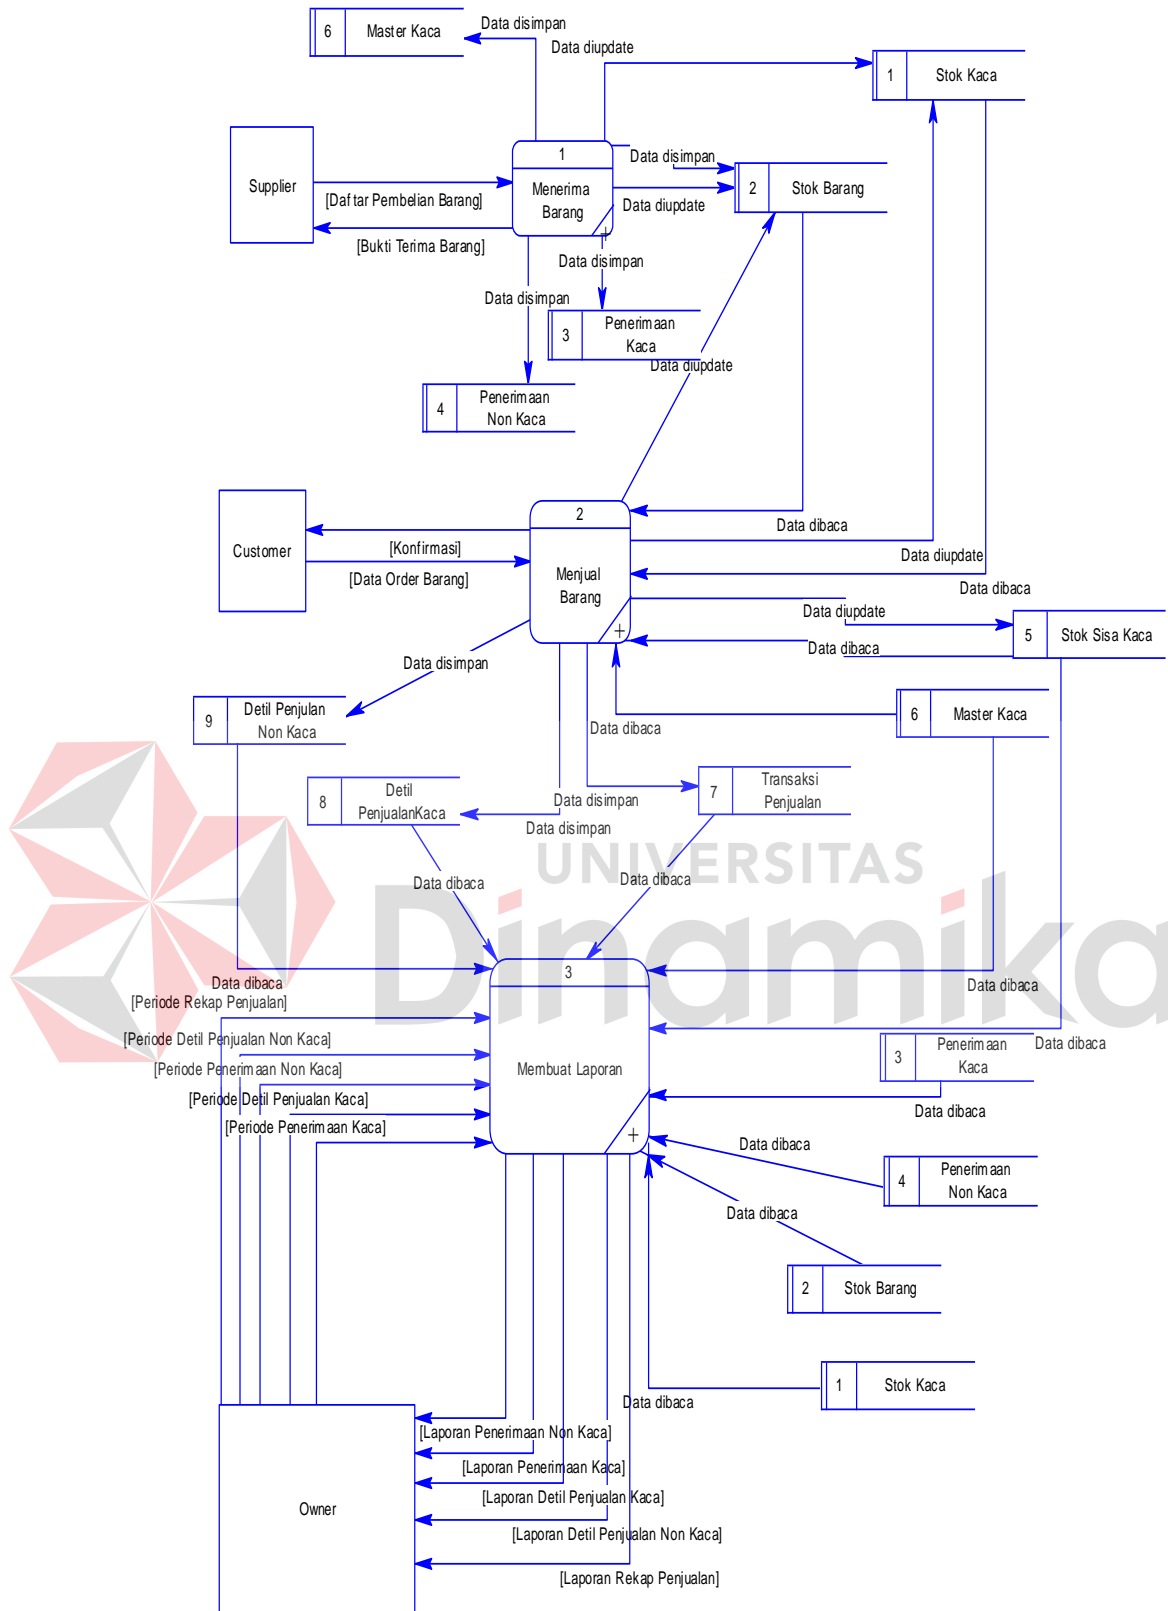 6
Master Kaca
Data disimpan
Data diupdate
1
Stok Kaca
Supplier
1
Menerima
Barang
Data disimpan
Data diupdate
2
Stok Barang
[Daftar Pembelian Barang]
[Bukti Terima Barang]
Data disimpan
Data disimpan
3
Penerimaan
Kaca
Data diupdate
4
Penerimaan
Non Kaca
Customer
2
Menjual
Barang
[Konfirmasi]
[Data Order Barang]
Data dibaca
Data diupdate
Data dibaca
Data diupdate
Data dibaca
5
Stok Sisa Kaca
Data disimpan
9
Detil Penjulan
Non Kaca
Data dibaca
6
Master Kaca
8
Detil
PenjualanKaca
Data disimpan
Data disimpan
7
Transaksi
Penjualan
UNIVERSITAS
Dinamika
Data dibaca
Data dibaca
3
Membuat Laporan
Data dibaca
[Periode Rekap Penjualan]
[Periode Detil Penjualan Non Kaca]
[Periode Penerimaan Non Kaca]
[Periode Detil Penjualan Kaca]
[Periode Penerimaan Kaca]
Data dibaca
Data dibaca
3
Penerimaan
Kaca
Data dibaca
Data dibaca
4
Penerimaan
Non Kaca
Data dibaca
2
Stok Barang
1
Stok Kaca
Data dibaca
Owner
[Laporan Penerimaan Non Kaca]
[Laporan Penerimaan Kaca]
[Laporan Detil Penjualan Kaca]
[Laporan Detil Penjualan Non Kaca]
[Laporan Rekap Penjualan]